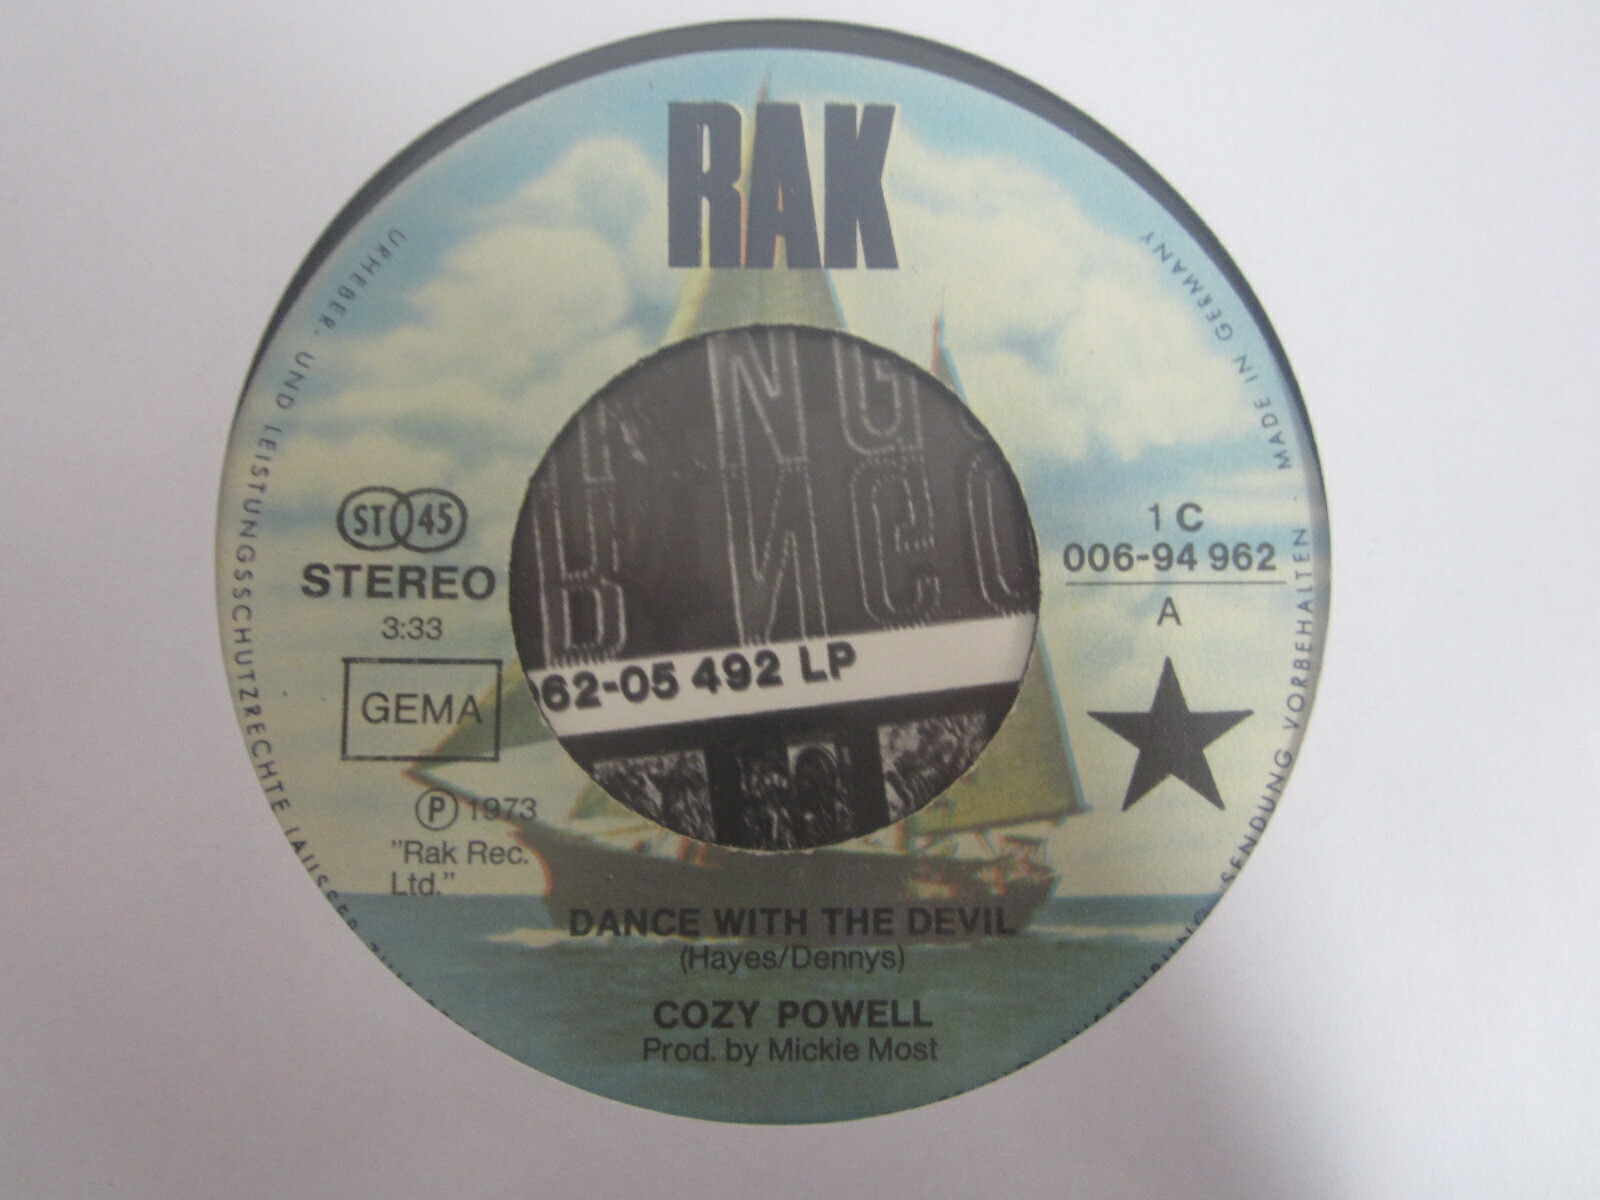 RAK
URHEBER- UND LEISTUNGSSCHUTZRECHTE
MADE IN GERMANY
SENDUNG VORBEHALTEN
ST 45
STEREO
3:33
GEMA
℗ 1973
"Rak Rec.
Ltd."
1 C
006-94 962
A
62-05 492 LP
DANCE WITH THE DEVIL
(Hayes/Dennys)
COZY POWELL
Prod. by Mickie Most